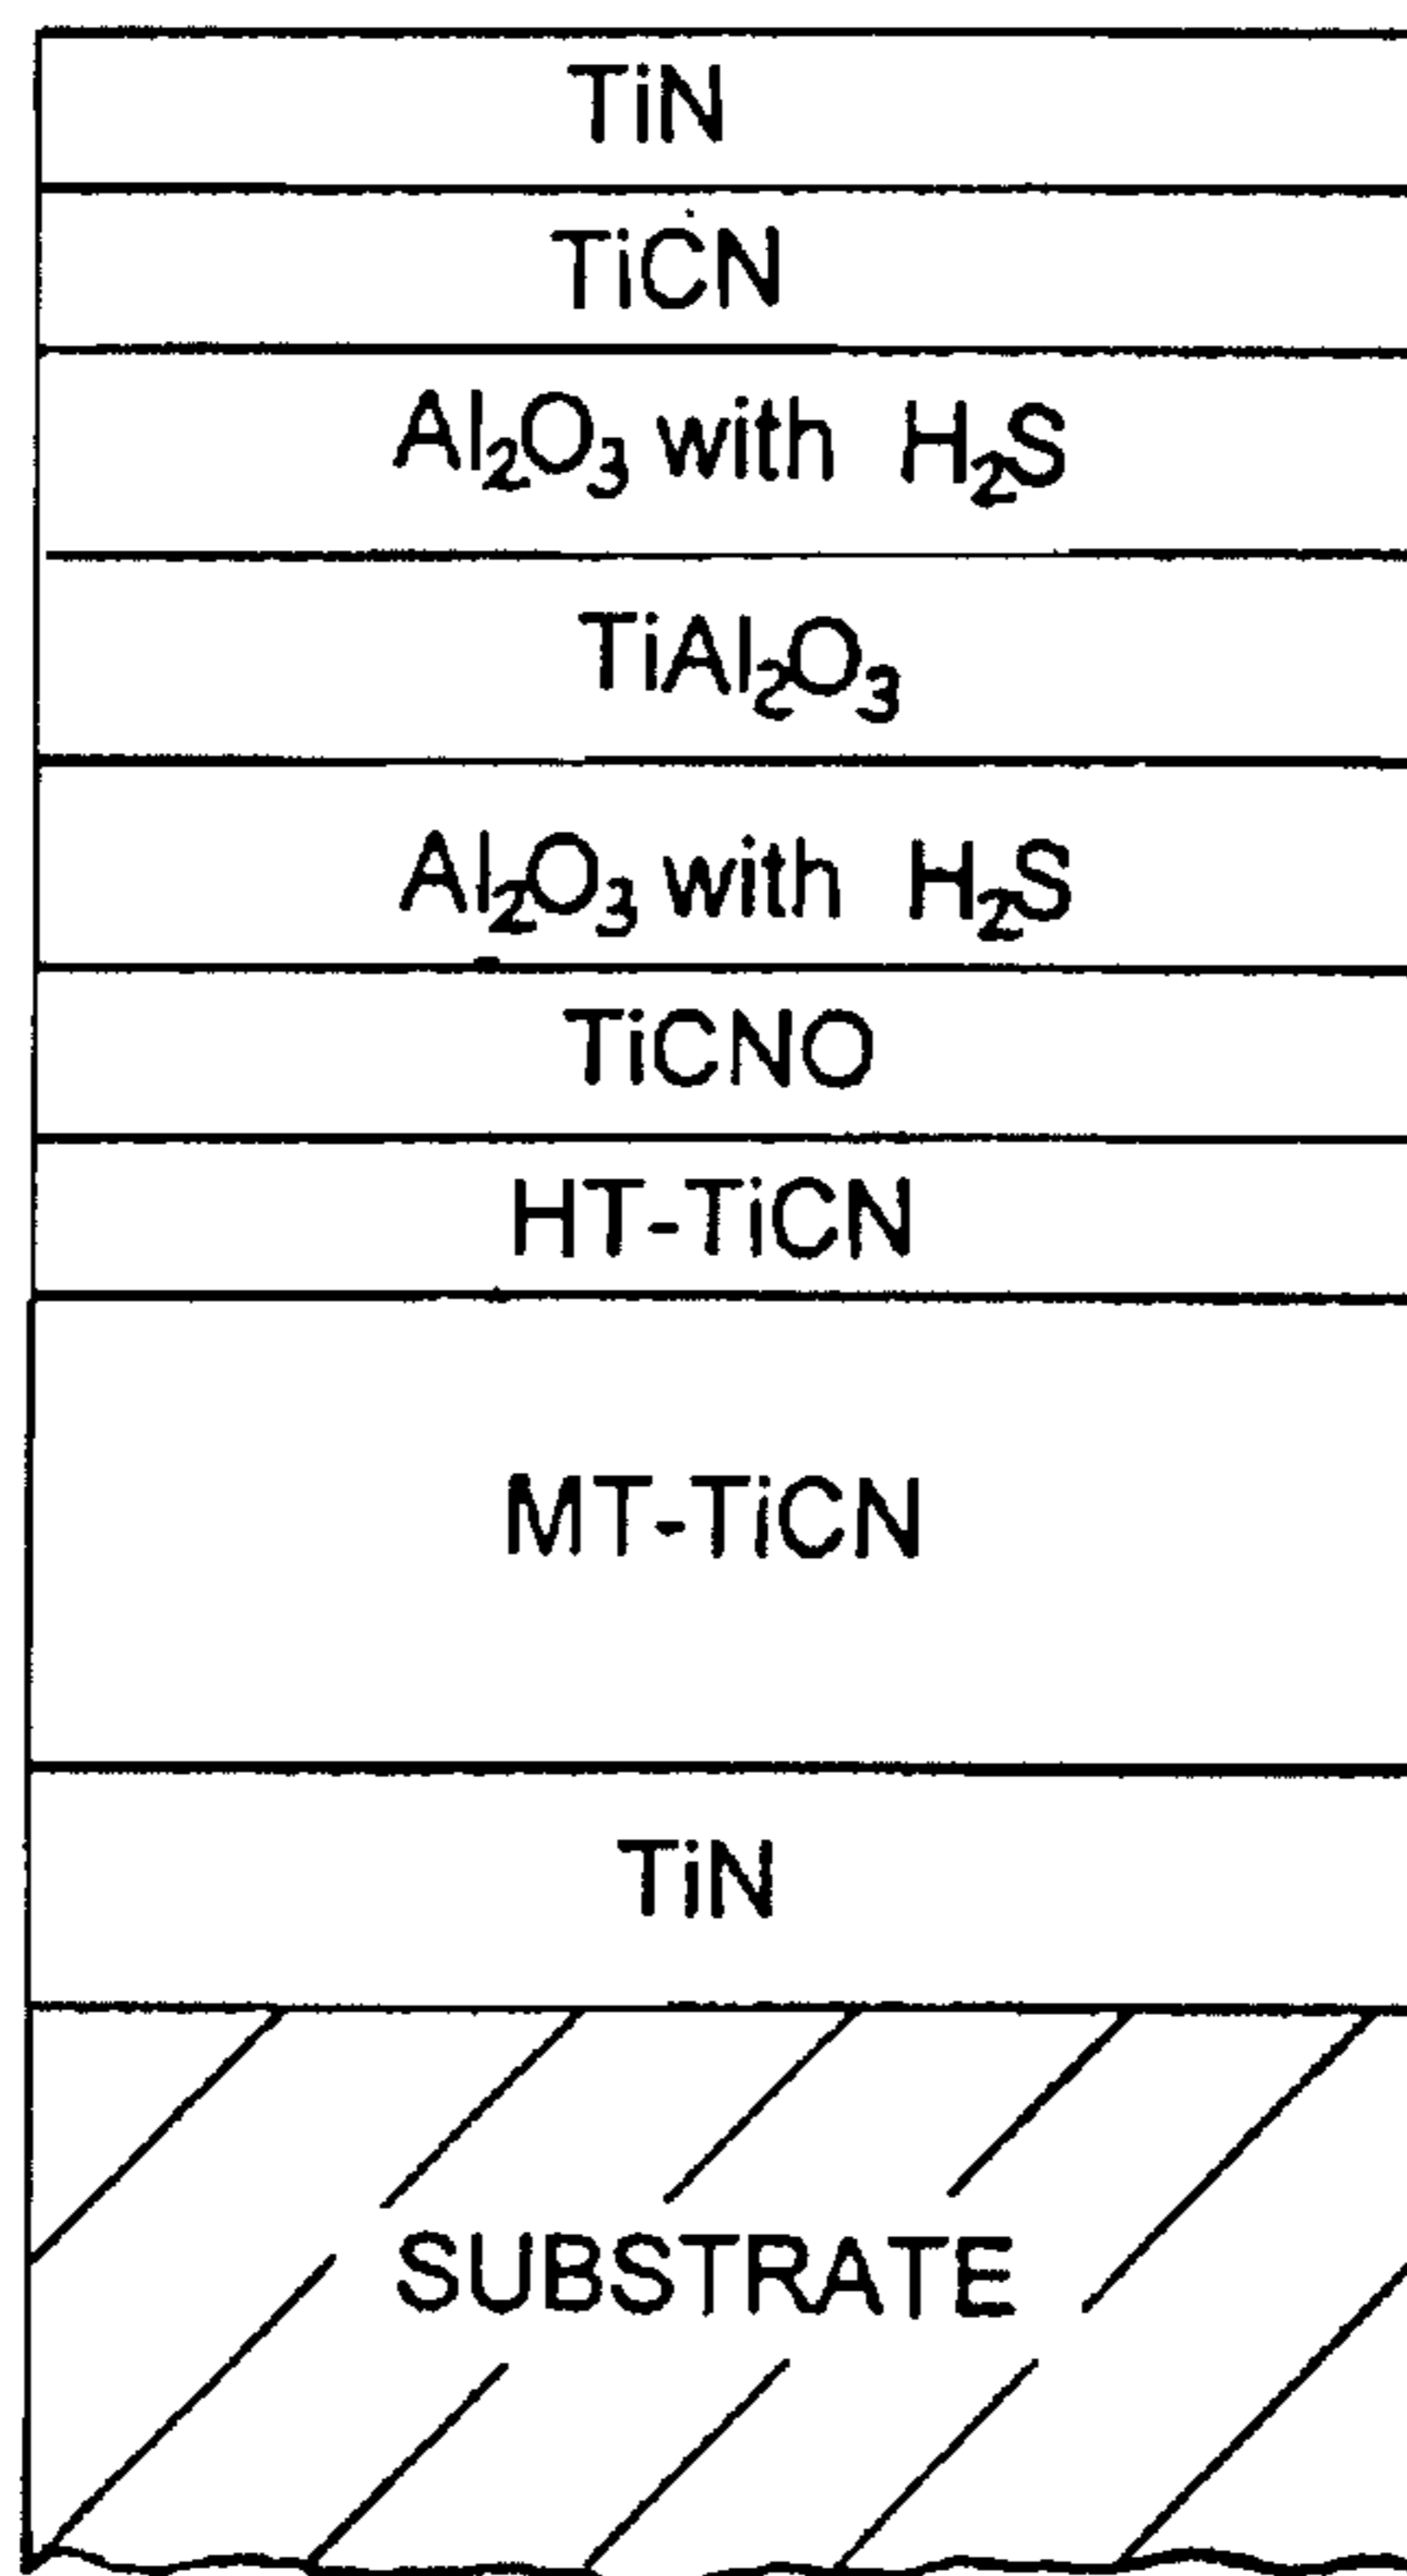 TiN
TiCN
Al₂O₃ with H₂S
TiAl₂O₃
Al₂O₃ with H₂S
TiCNO
HT-TiCN
MT-TiCN
TiN
SUBSTRATE